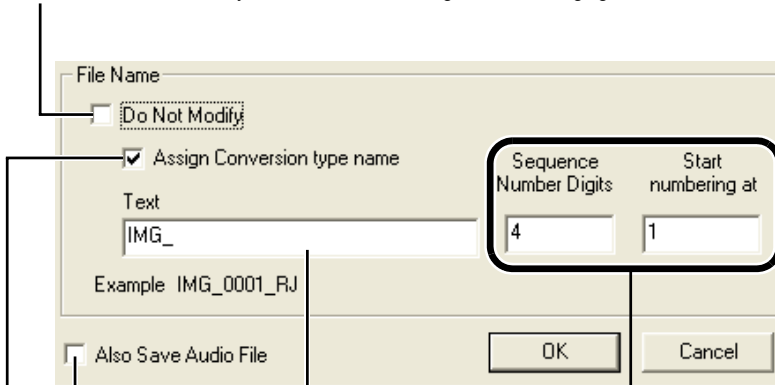 File Name
Do Not Modify
Assign Conversion type name
Sequence Number Digits
Start numbering at
Text
IMG_
4
1
Example IMG_0001_RJ
Also Save Audio File
OK
Cancel